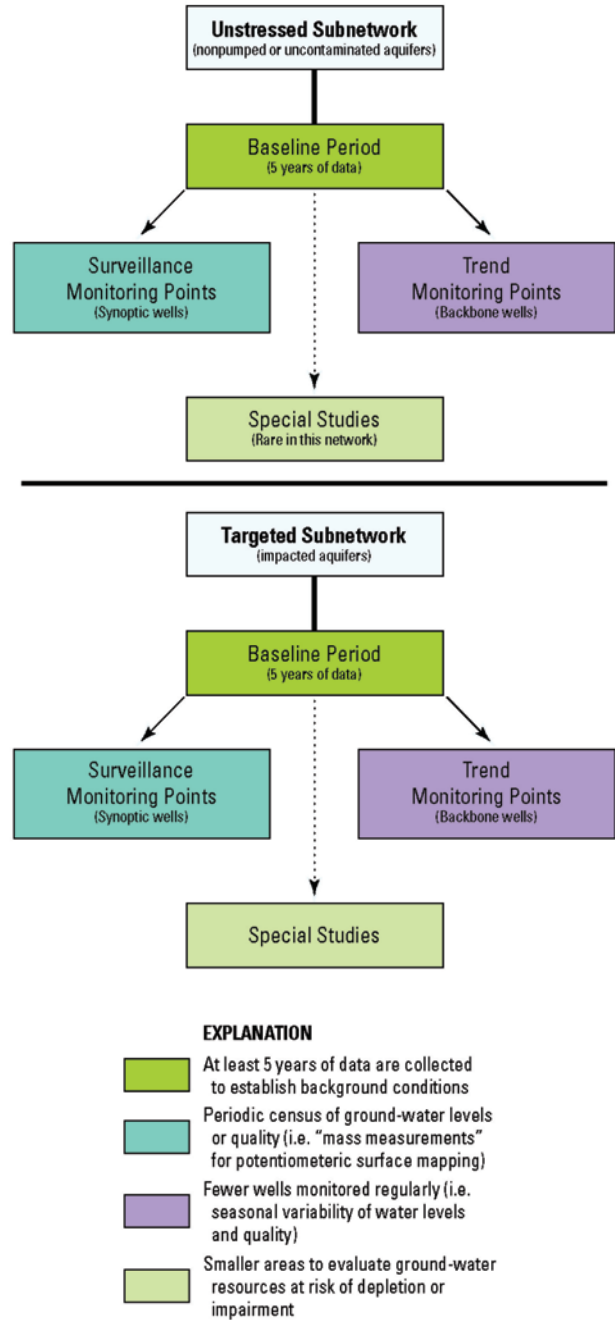 Unstressed Subnetwork
(nonpumped or uncontaminated aquifers)
Baseline Period
(5 years of data)
Surveillance
Monitoring Points
(Synoptic wells)
Trend
Monitoring Points
(Backbone wells)
Special Studies
(Rare in this network)
Targeted Subnetwork
(impacted aquifers)
Baseline Period
(5 years of data)
Surveillance
Monitoring Points
(Synoptic wells)
Trend
Monitoring Points
(Backbone wells)
Special Studies
EXPLANATION
At least 5 years of data are collected
to establish background conditions
Periodic census of ground-water levels
or quality (i.e. “mass measurements”
for potentiometeric surface mapping)
Fewer wells monitored regularly (i.e.
seasonal variability of water levels
and quality)
Smaller areas to evaluate ground-water
resources at risk of depletion or
impairment